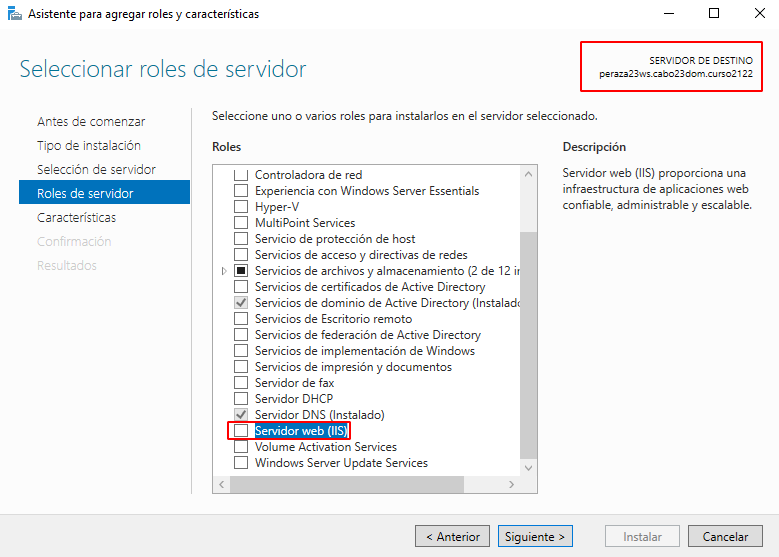 Asistente para agregar roles y características
Seleccionar roles de servidor
SERVIDOR DE DESTINO
peraza23ws.cabo23dom.curso2122
Antes de comenzar
Tipo de instalación
Selección de servidor
Roles de servidor
Características
Confirmación
Resultados
Seleccione uno o varios roles para instalarlos en el servidor seleccionado.
Roles
Controladora de red
Experiencia con Windows Server Essentials
Hyper-V
MultiPoint Services
Servicio de protección de host
Servicios de acceso y directivas de redes
Servicios de archivos y almacenamiento (2 de 12 in
Servicios de certificados de Active Directory
Servicios de dominio de Active Directory (Instalado
Servicios de Escritorio remoto
Servicios de federación de Active Directory
Servicios de implementación de Windows
Servicios de impresión y documentos
Servidor de fax
Servidor DHCP
Servidor DNS (Instalado)
Servidor web (IIS)
Volume Activation Services
Windows Server Update Services
Descripción
Servidor web (IIS) proporciona una
infraestructura de aplicaciones web
confiable, administrable y escalable.
< Anterior
Siguiente >
Instalar
Cancelar